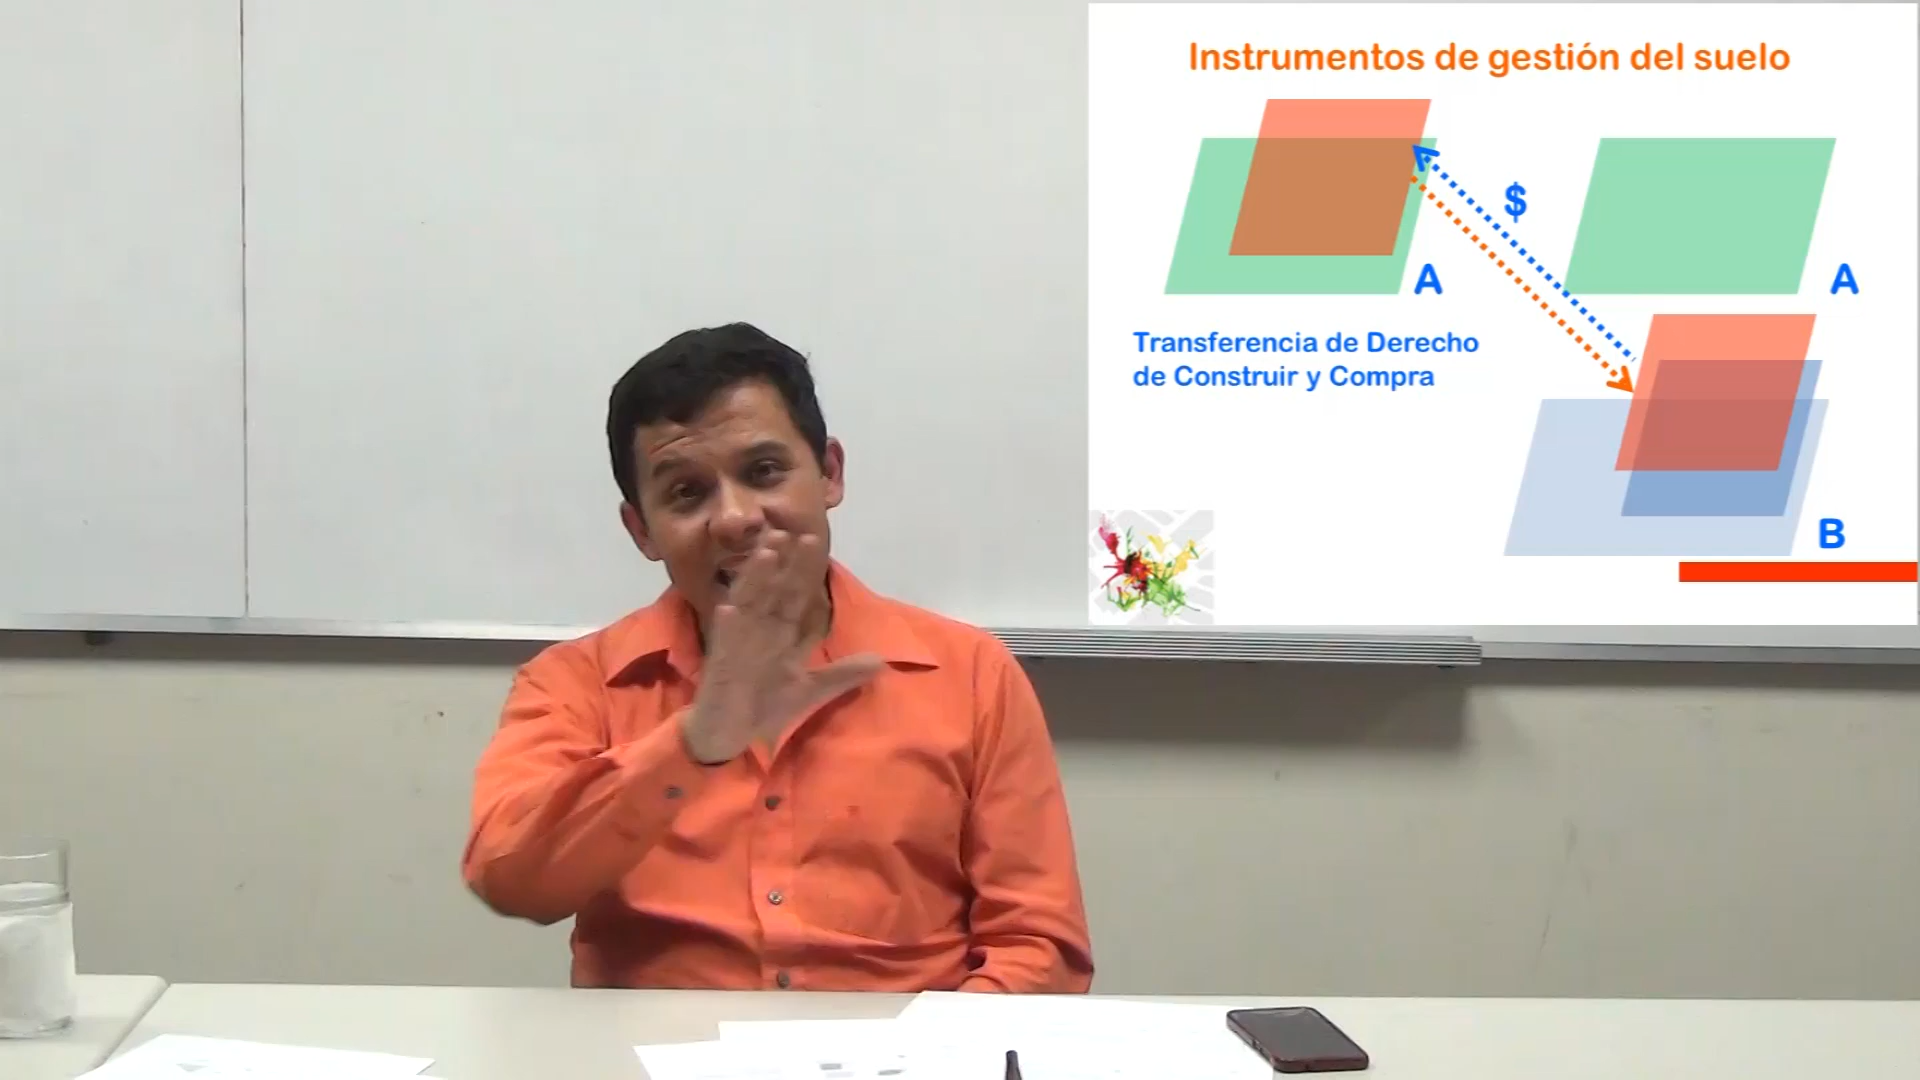 Instrumentos de gestión del suelo
$
A
A
Transferencia de Derecho
de Construir y Compra
B